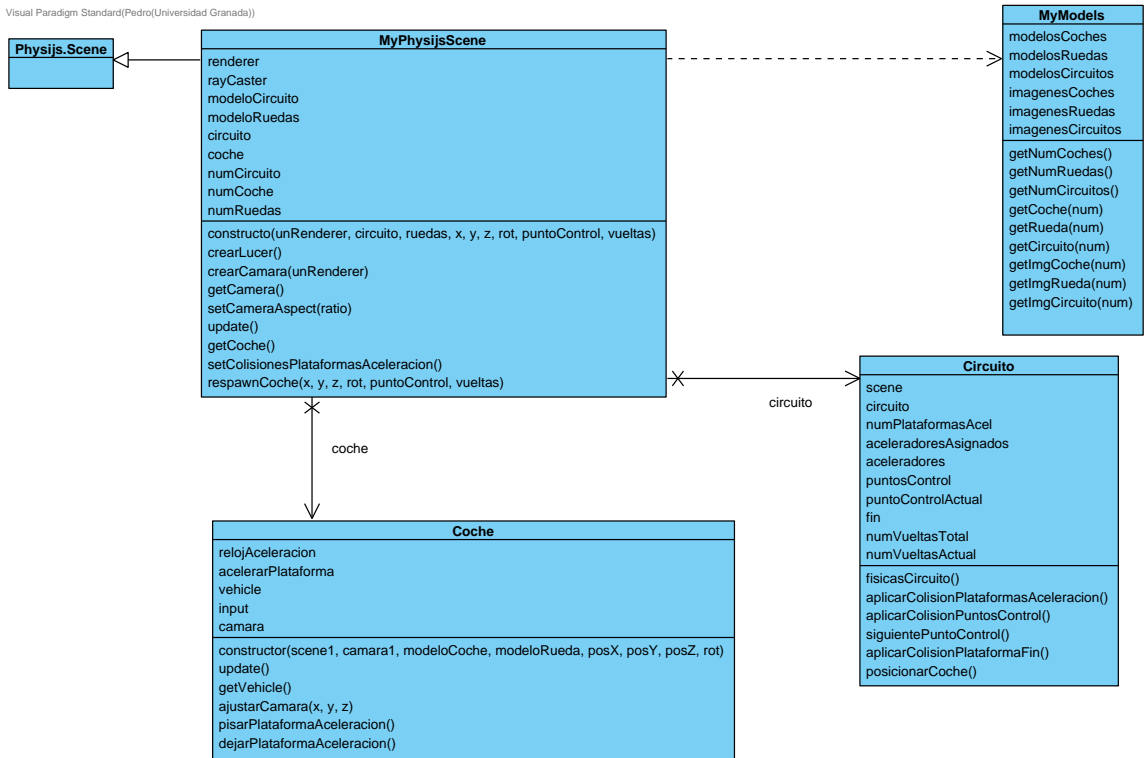 Visual Paradigm Standard(Pedro(Universidad Granada))
Physijs.Scene
MyPhysijsScene
renderer
rayCaster
modeloCircuito
modeloRuedas
circuito
coche
numCircuito
numCoche
numRuedas
constructo(unRenderer, circuito, ruedas, x, y, z, rot, puntoControl, vueltas)
crearLucer()
crearCamara(unRenderer)
getCamera()
setCameraAspect(ratio)
update()
getCoche()
setColisionesPlataformasAceleracion()
respawnCoche(x, y, z, rot, puntoControl, vueltas)
MyModels
modelosCoches
modelosRuedas
modelosCircuitos
imagenesCoches
imagenesRuedas
imagenesCircuitos
getNumCoches()
getNumRuedas()
getNumCircuitos()
getCoche(num)
getRueda(num)
getCircuito(num)
getImgCoche(num)
getImgRueda(num)
getImgCircuito(num)
circuito
coche
Circuito
scene
circuito
numPlataformasAcel
aceleradoresAsignados
aceleradores
puntosControl
puntoControlActual
fin
numVueltasTotal
numVueltasActual
fisicasCircuito()
aplicarColisionPlataformasAceleracion()
aplicarColisionPuntosControl()
siguientePuntoControl()
aplicarColisionPlataformaFin()
posicionarCoche()
Coche
relojAceleracion
acelerarPlataforma
vehicle
input
camara
constructor(scene1, camara1, modeloCoche, modeloRueda, posX, posY, posZ, rot)
update()
getVehicle()
ajustarCamara(x, y, z)
pisarPlataformaAceleracion()
dejarPlataformaAceleracion()